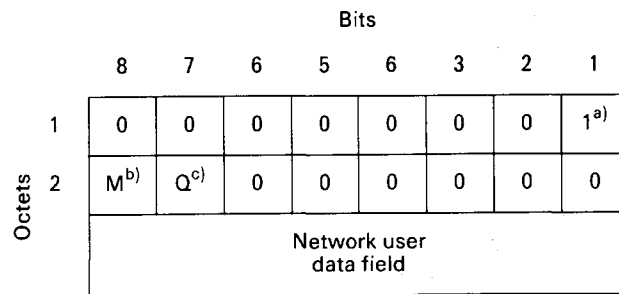 Bits
8 7 6 5 6 3 2 1
1 0 0 0 0 0 0 0 1a)
Octets
2 Mb) Qc) 0 0 0 0 0 0
Network user
data field